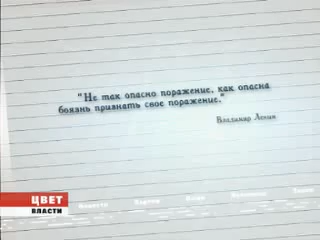 "Не так опасно поражение, как опасна
боязнь признать свое поражение."
Владимир Ленин
ЦВЕТ
ВЛАСТИ